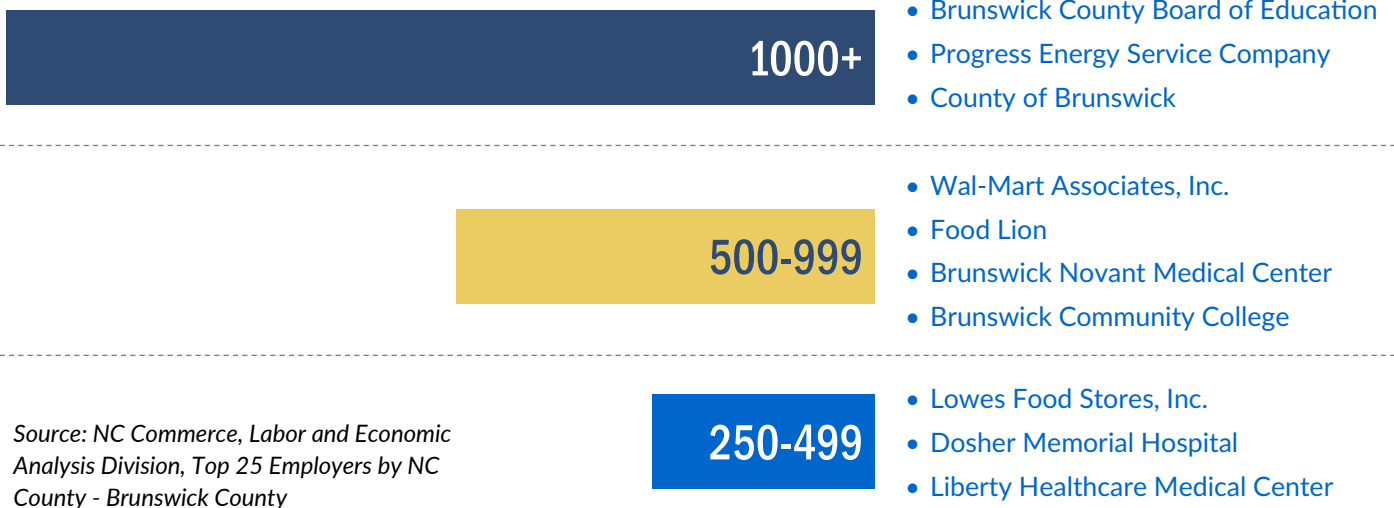 1000+
• Brunswick County Board of Education
• Progress Energy Service Company
• County of Brunswick
500-999
• Wal-Mart Associates, Inc.
• Food Lion
• Brunswick Novant Medical Center
• Brunswick Community College
250-499
• Lowes Food Stores, Inc.
• Dosher Memorial Hospital
• Liberty Healthcare Medical Center
Source: NC Commerce, Labor and Economic
Analysis Division, Top 25 Employers by NC
County - Brunswick County